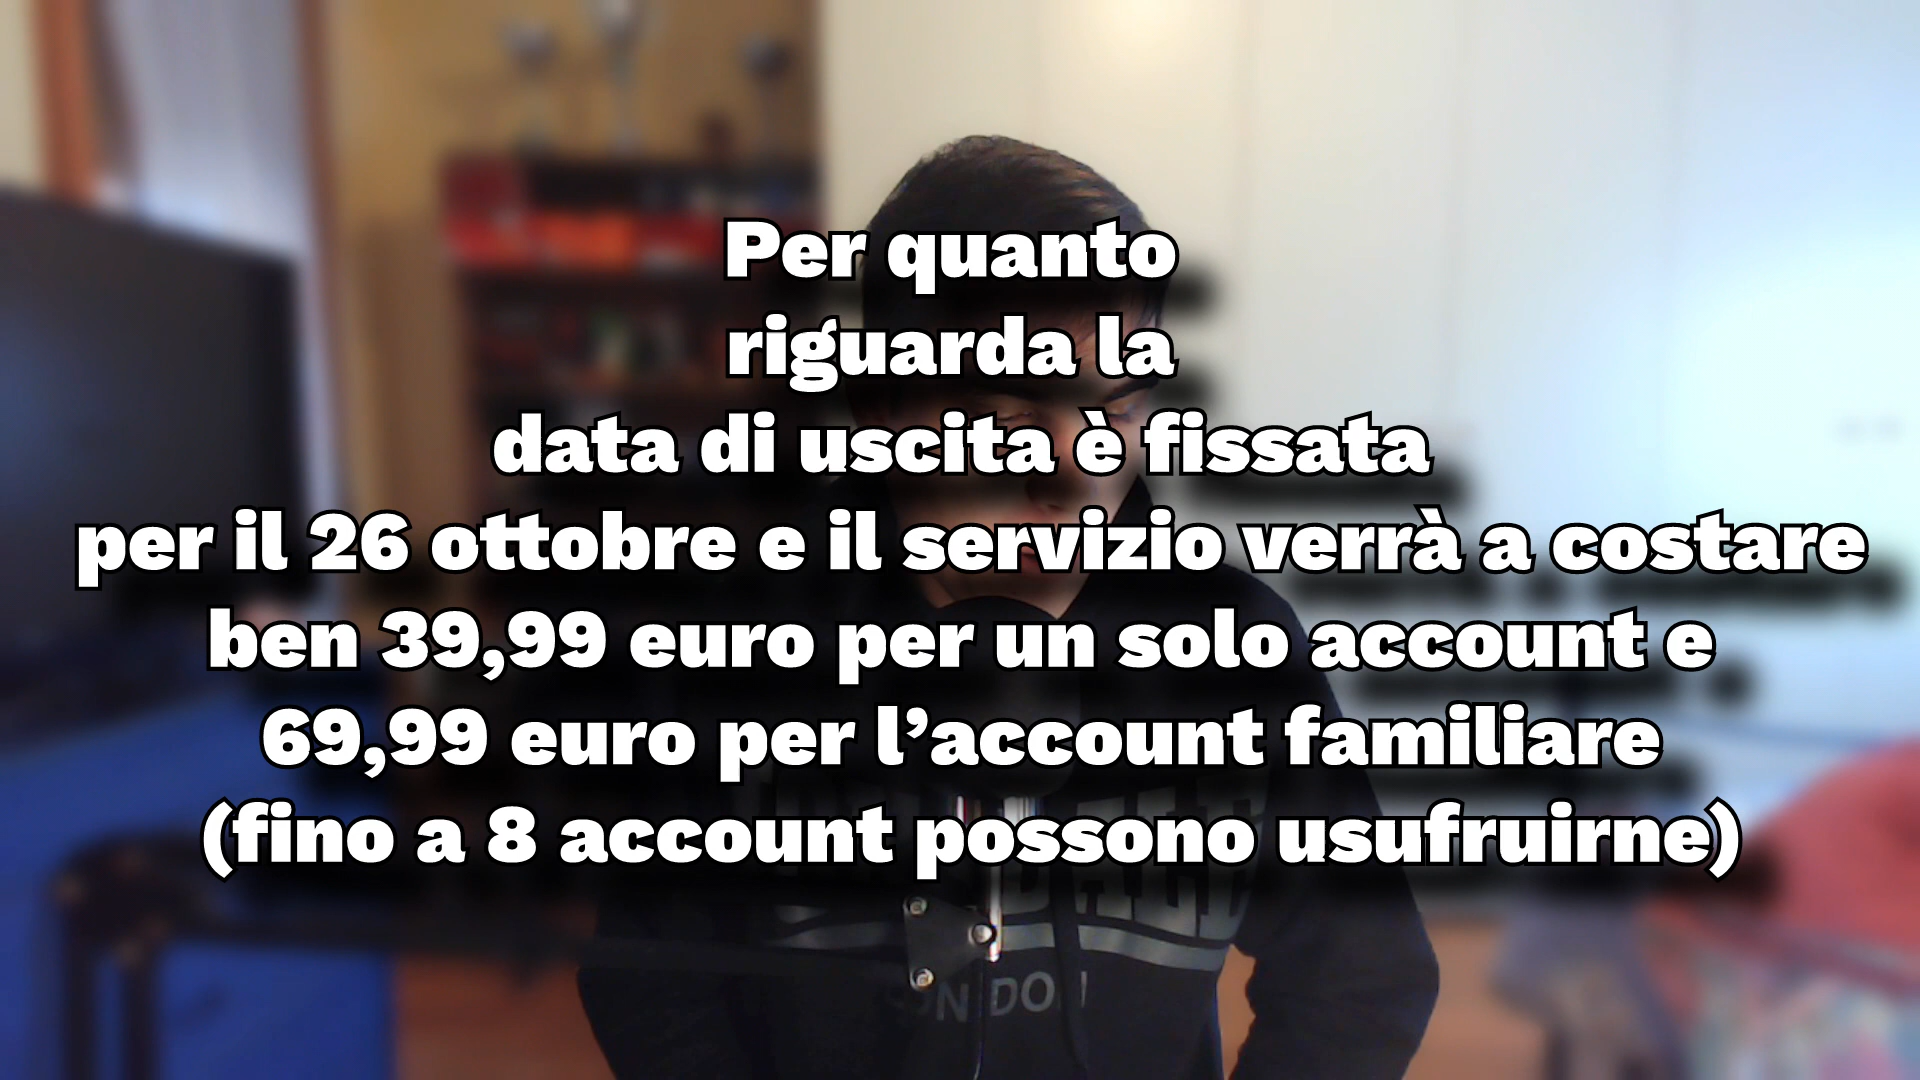 Per quanto
riguarda la
data di uscita è fissata
per il 26 ottobre e il servizio verrà a costare
ben 39,99 euro per un solo account e
69,99 euro per l’account familiare
(fino a 8 account possono usufruirne)